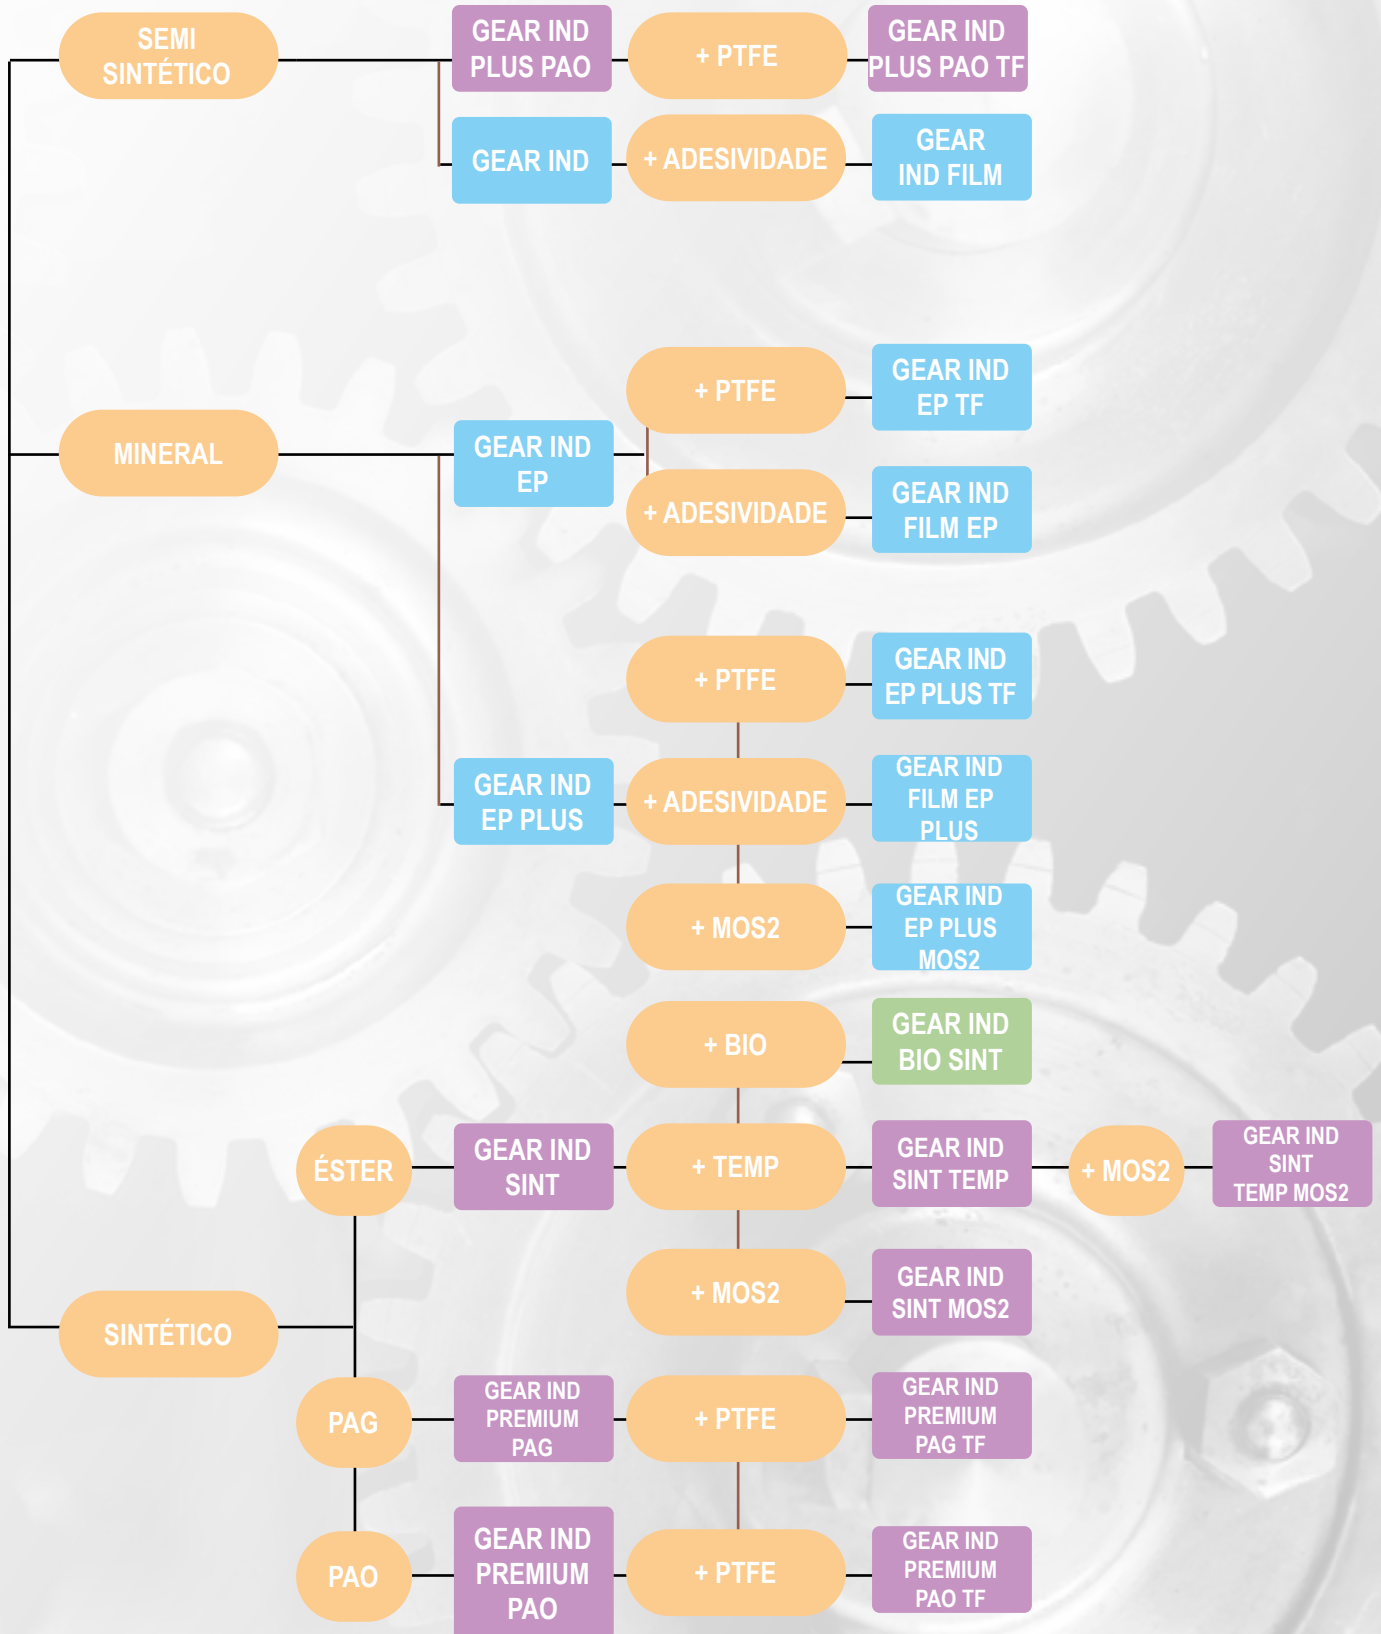 SEMI
SINTÉTICO
GEAR IND
PLUS PAO
+ PTFE
GEAR IND
PLUS PAO TF
GEAR IND
+ ADESIVIDADE
GEAR
IND FILM
MINERAL
GEAR IND
EP
+ PTFE
GEAR IND
EP TF
+ ADESIVIDADE
GEAR IND
FILM EP
GEAR IND
EP PLUS
+ PTFE
GEAR IND
EP PLUS TF
+ ADESIVIDADE
GEAR IND
FILM EP
PLUS
+ MOS2
GEAR IND
EP PLUS
MOS2
SINTÉTICO
ÉSTER
GEAR IND
SINT
+ BIO
GEAR IND
BIO SINT
+ TEMP
GEAR IND
SINT TEMP
+ MOS2
GEAR IND
SINT
TEMP MOS2
+ MOS2
GEAR IND
SINT MOS2
PAG
GEAR IND
PREMIUM
PAG
+ PTFE
GEAR IND
PREMIUM
PAG TF
PAO
GEAR IND
PREMIUM
PAO
+ PTFE
GEAR IND
PREMIUM
PAO TF